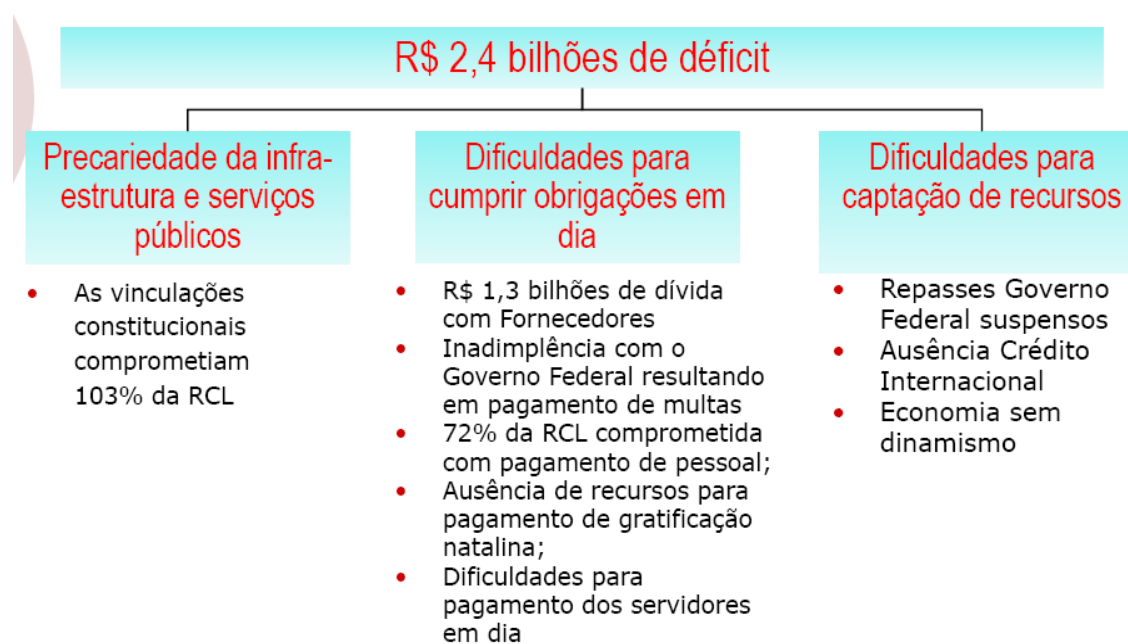 R$ 2,4 bilhões de déficit
Precariedade da infra-
estrutura e serviços
públicos
• As vinculações
constitucionais
comprometiam
103% da RCL
Dificuldades para
cumprir obrigações em
dia
• R$ 1,3 bilhões de dívida
com Fornecedores
• Inadimplência com o
Governo Federal resultando
em pagamento de multas
• 72% da RCL comprometida
com pagamento de pessoal;
• Ausência de recursos para
pagamento de gratificação
natalina;
• Dificuldades para
pagamento dos servidores
em dia
Dificuldades para
captação de recursos
• Repasses Governo
Federal suspensos
• Ausência Crédito
Internacional
• Economia sem
dinamismo